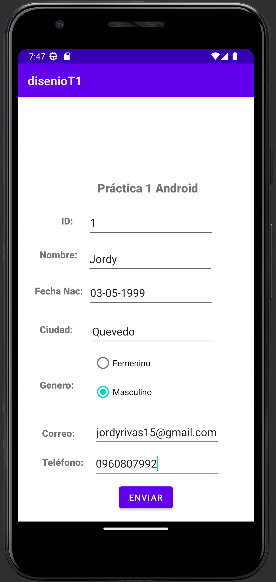 7:47
disenioT1
Práctica 1 Android
ID: 1
Nombre: Jordy
Fecha Nac: 03-05-1999
Ciudad: Quevedo
Femenino
Genero:
Masculino
Correo: jordyrivas15@gmail.com
Teléfono: 0960807992
ENVIAR